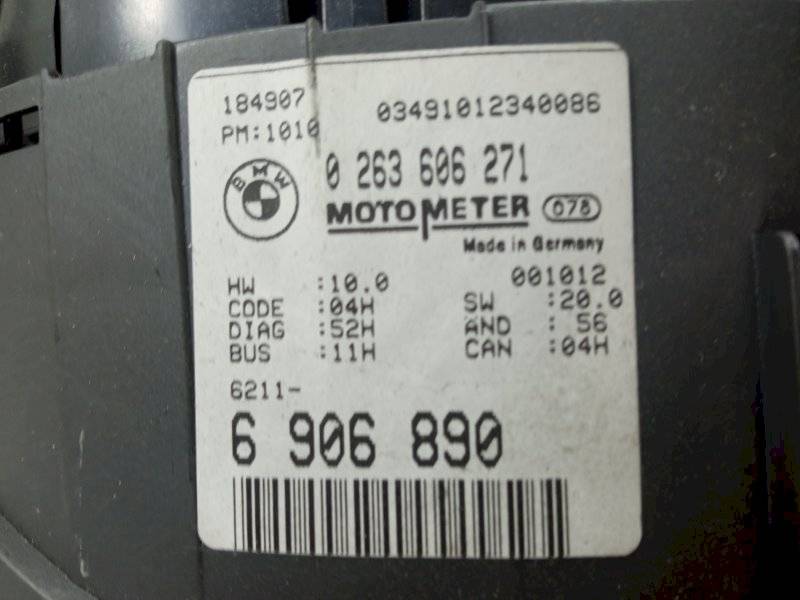 184907 03491012340086
PM:1010
BMW 0 263 606 271
MOTOMETER 078
Made in Germany
HW :10.0 001012
CODE :04H SW :20.0
DIAG :52H AND : 56
BUS :11H CAN :04H
6211-
6 906 890